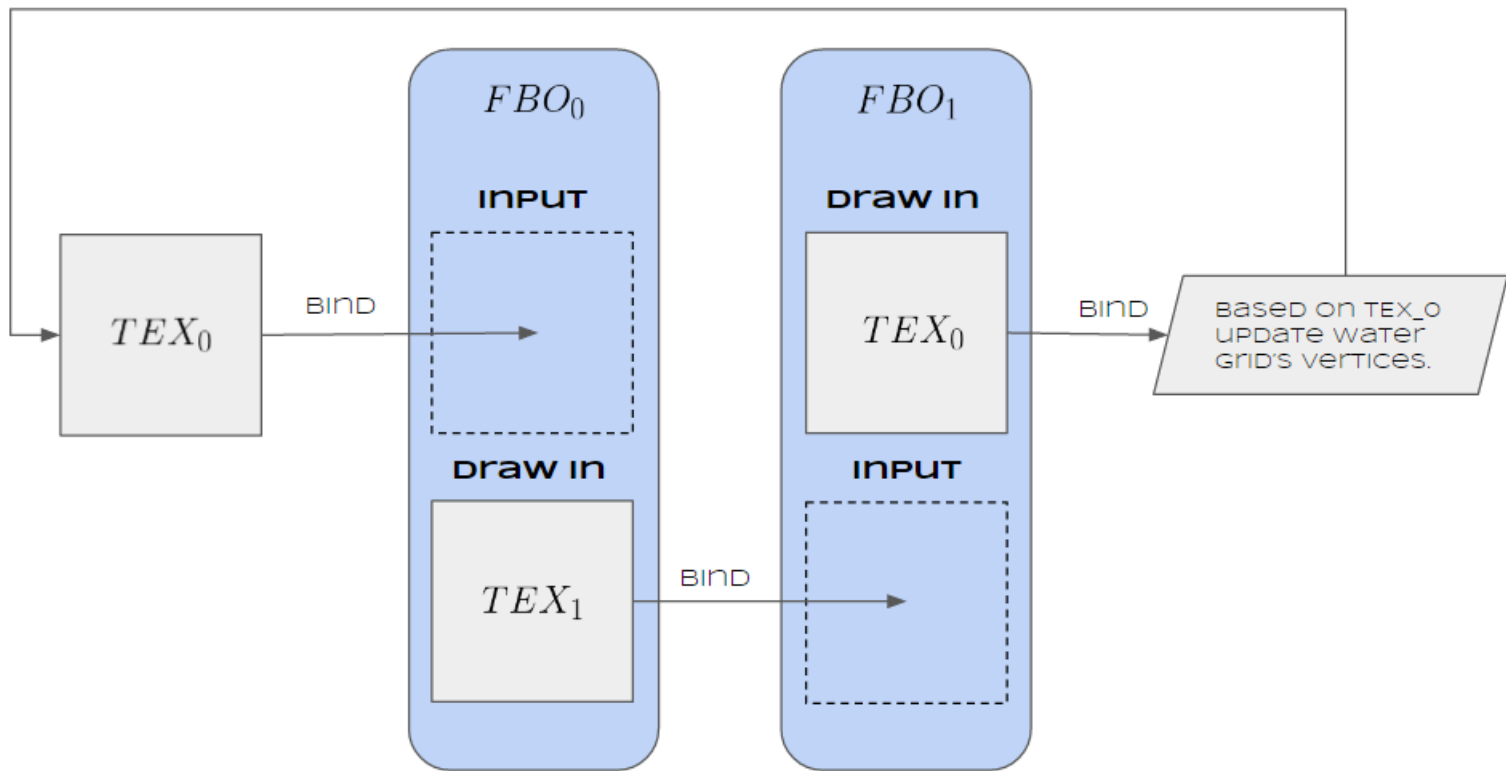 FBO₀
FBO₁
INPUT
Draw In
TEX₀
BIND
TEX₀
BIND
Based on TEX_0
update water
grid's vertices.
Draw In
INPUT
TEX₁
BIND